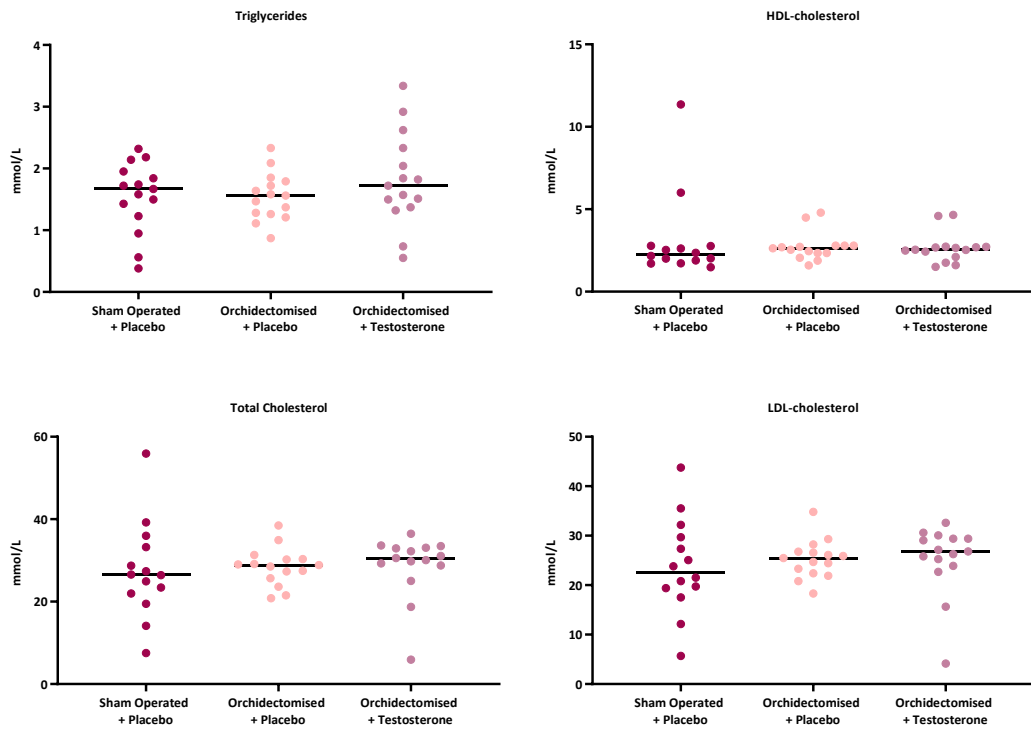 Triglycerides
mmol/L
4
3
2
1
0
Sham Operated
+ Placebo
Orchidectomised
+ Placebo
Orchidectomised
+ Testosterone
HDL-cholesterol
mmol/L
15
10
5
0
Sham Operated
+ Placebo
Orchidectomised
+ Placebo
Orchidectomised
+ Testosterone
Total Cholesterol
mmol/L
60
40
20
0
Sham Operated
+ Placebo
Orchidectomised
+ Placebo
Orchidectomised
+ Testosterone
LDL-cholesterol
mmol/L
50
40
30
20
10
0
Sham Operated
+ Placebo
Orchidectomised
+ Placebo
Orchidectomised
+ Testosterone